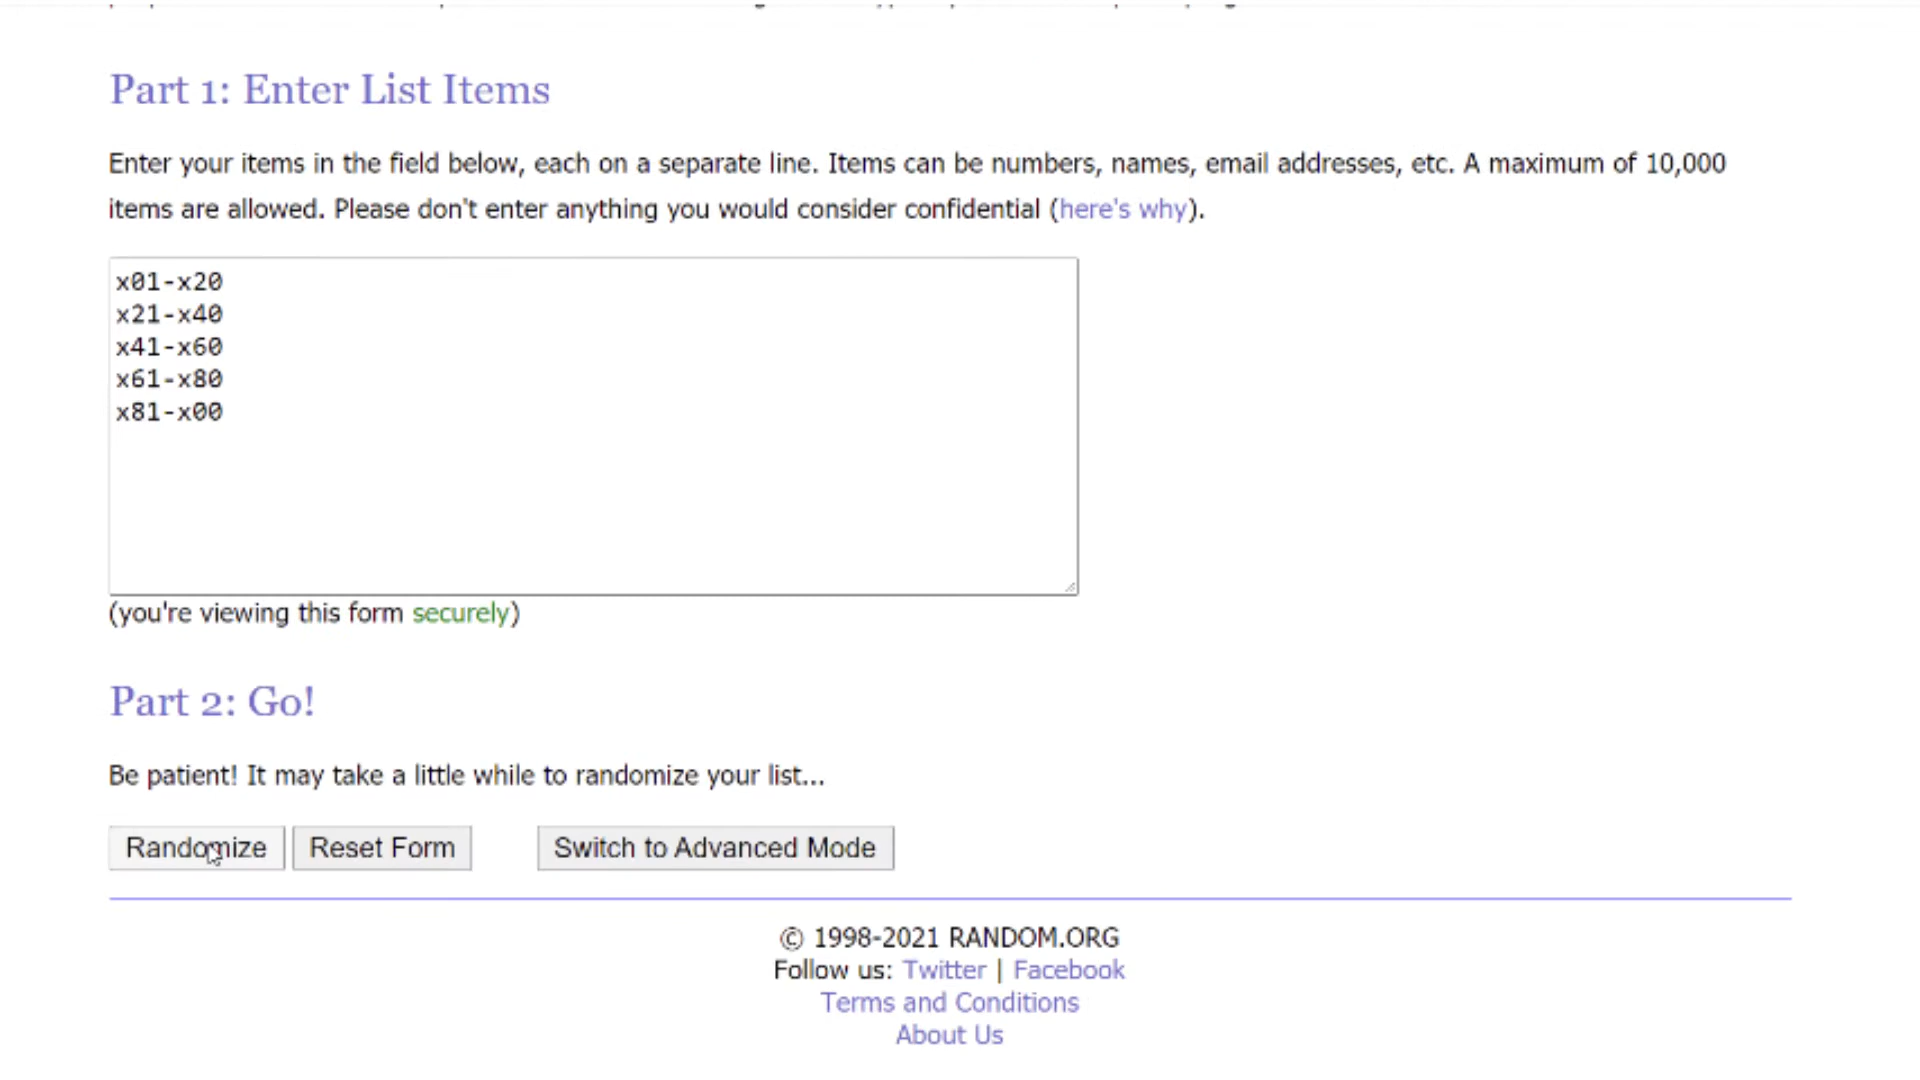 Part 1: Enter List Items
Enter your items in the field below, each on a separate line. Items can be numbers, names, email addresses, etc. A maximum of 10,000
items are allowed. Please don't enter anything you would consider confidential (here's why).
x01-x20
x21-x40
x41-x60
x61-x80
x81-x00
(you're viewing this form securely)
Part 2: Go!
Be patient! It may take a little while to randomize your list...
Randomize Reset Form Switch to Advanced Mode
© 1998-2021 RANDOM.ORG
Follow us: Twitter | Facebook
Terms and Conditions
About Us